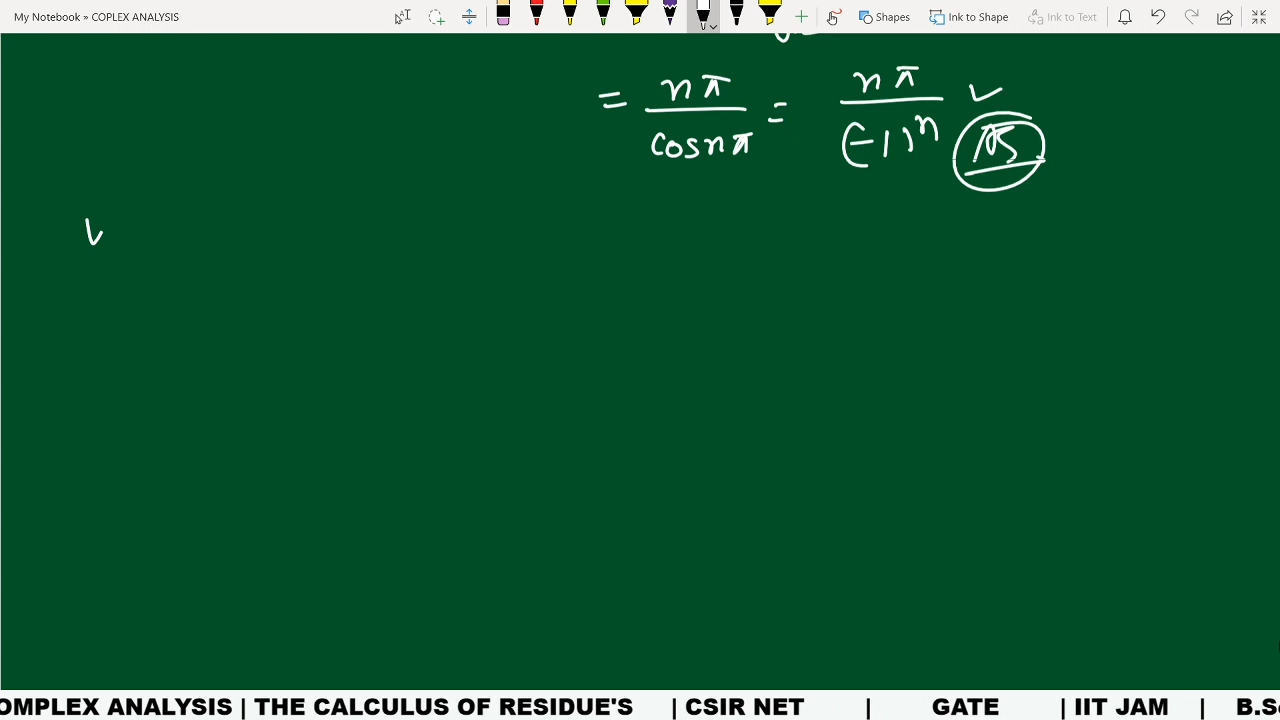 My Notebook » COPLEX ANALYSIS Shapes Ink to Shape Ink to Text
= nπ / cosnπ = nπ / (-1)^n
OMPLEX ANALYSIS | THE CALCULUS OF RESIDUE'S | CSIR NET | GATE | IIT JAM | B.S